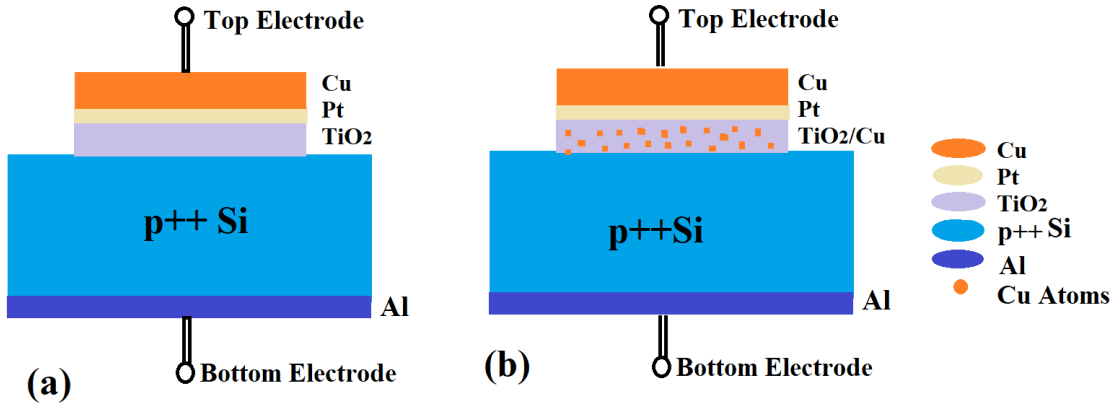 Top Electrode
Cu
Pt
TiO2
p++ Si
Al
Bottom Electrode
(a)
Top Electrode
Cu
Pt
TiO2/Cu
p++Si
Bottom Electrode
(b)
Cu
Pt
TiO2
p++ Si
Al
Cu Atoms